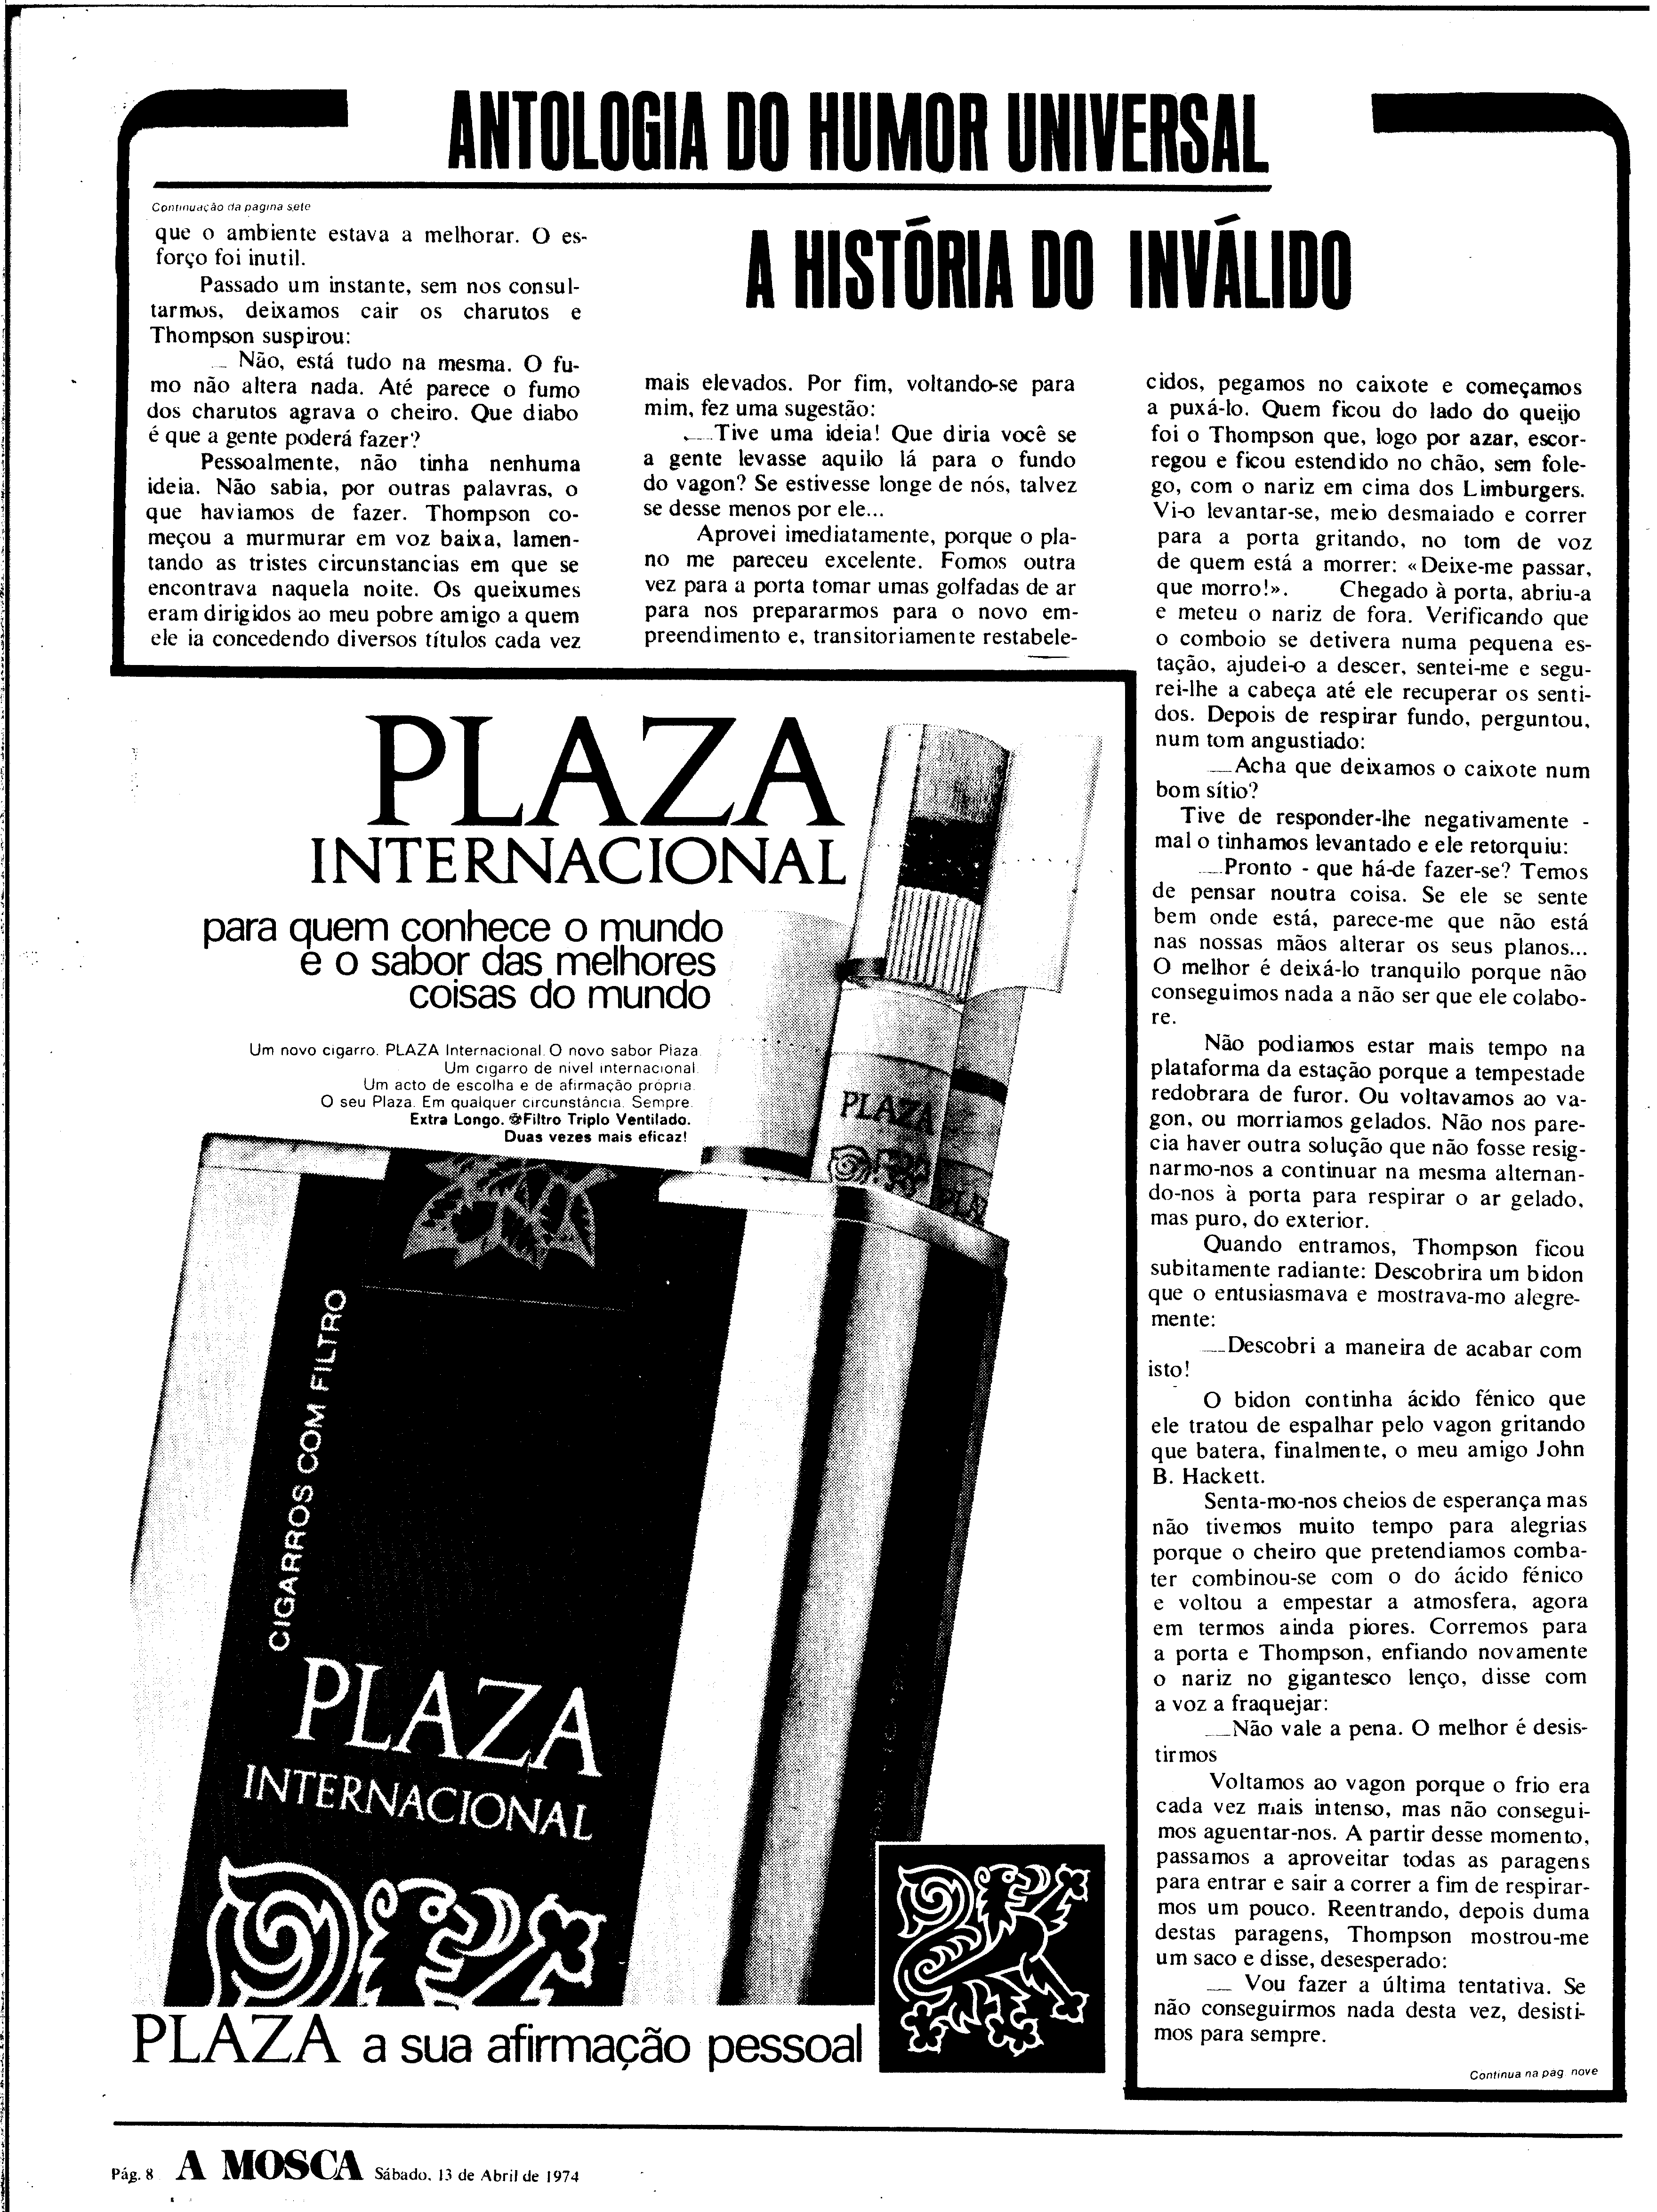 ANTOLOGIA DO HUMOR UNIVERSAL
Continuação da pagina sete
A HISTÓRIA DO INVÁLIDO
que o ambiente estava a melhorar. O es-
forço foi inutil.
Passado um instante, sem nos consul-
tarmos, deixamos cair os charutos e
Thompson suspirou:
— Não, está tudo na mesma. O fu-
mo não altera nada. Até parece o fumo
dos charutos agrava o cheiro. Que diabo
é que a gente poderá fazer?
Pessoalmente, não tinha nenhuma
ideia. Não sabia, por outras palavras, o
que haviamos de fazer. Thompson co-
meçou a murmurar em voz baixa, lamen-
tando as tristes circunstancias em que se
encontrava naquela noite. Os queixumes
eram dirigidos ao meu pobre amigo a quem
ele ia concedendo diversos títulos cada vez
mais elevados. Por fim, voltando-se para
mim, fez uma sugestão:
—Tive uma ideia! Que diria você se
a gente levasse aquilo lá para o fundo
do vagon? Se estivesse longe de nós, talvez
se desse menos por ele...
Aprovei imediatamente, porque o pla-
no me pareceu excelente. Fomos outra
vez para a porta tomar umas golfadas de ar
para nos prepararmos para o novo em-
preendimento e, transitoriamente restabele-
cidos, pegamos no caixote e começamos
a puxá-lo. Quem ficou do lado do queijo
foi o Thompson que, logo por azar, escor-
regou e ficou estendido no chão, sem fole-
go, com o nariz em cima dos Limburgers.
Vi-o levantar-se, meio desmaiado e correr
para a porta gritando, no tom de voz
de quem está a morrer: «Deixe-me passar,
que morro!». Chegado à porta, abriu-a
e meteu o nariz de fora. Verificando que
o comboio se detivera numa pequena es-
tação, ajudei-o a descer, sentei-me e segu-
rei-lhe a cabeça até ele recuperar os senti-
dos. Depois de respirar fundo, perguntou,
num tom angustiado:
—Acha que deixamos o caixote num
bom sítio?
Tive de responder-lhe negativamente -
mal o tinhamos levantado e ele retorquiu:
—Pronto - que há-de fazer-se? Temos
de pensar noutra coisa. Se ele se sente
bem onde está, parece-me que não está
nas nossas mãos alterar os seus planos...
O melhor é deixá-lo tranquilo porque não
conseguimos nada a não ser que ele colabo-
re.
Não podiamos estar mais tempo na
plataforma da estação porque a tempestade
redobrara de furor. Ou voltavamos ao va-
gon, ou morriamos gelados. Não nos pare-
cia haver outra solução que não fosse resig-
narmo-nos a continuar na mesma alternan-
do-nos à porta para respirar o ar gelado,
mas puro, do exterior.
Quando entramos, Thompson ficou
subitamente radiante: Descobrira um bidon
que o entusiasmava e mostrava-mo alegre-
mente:
—Descobri a maneira de acabar com
isto!
O bidon continha ácido fénico que
ele tratou de espalhar pelo vagon gritando
que batera, finalmente, o meu amigo John
B. Hackett.
Senta-mo-nos cheios de esperança mas
não tivemos muito tempo para alegrias
porque o cheiro que pretendiamos comba-
ter combinou-se com o do ácido fénico
e voltou a empestar a atmosfera, agora
em termos ainda piores. Corremos para
a porta e Thompson, enfiando novamente
o nariz no gigantesco lenço, disse com
a voz a fraquejar:
—Não vale a pena. O melhor é desis-
tirmos
Voltamos ao vagon porque o frio era
cada vez mais intenso, mas não consegui-
mos aguentar-nos. A partir desse momento,
passamos a aproveitar todas as paragens
para entrar e sair a correr a fim de respirar-
mos um pouco. Reentrando, depois duma
destas paragens, Thompson mostrou-me
um saco e disse, desesperado:
— Vou fazer a última tentativa. Se
não conseguirmos nada desta vez, desisti-
mos para sempre.
Continua na pag. nove
PLAZA
INTERNACIONAL
para quem conhece o mundo
e o sabor das melhores
coisas do mundo
Um novo cigarro. PLAZA Internacional. O novo sabor Plaza.
Um cigarro de nível internacional.
Um acto de escolha e de afirmação própria.
O seu Plaza. Em qualquer circunstância. Sempre.
Extra Longo. Filtro Triplo Ventilado.
Duas vezes mais eficaz!
PLAZA
PLAZ
CIGARROS COM FILTRO
PLAZA
INTERNACIONAL
PLAZA a sua afirmação pessoal
Pág. 8 A MOSCA Sábado, 13 de Abril de 1974